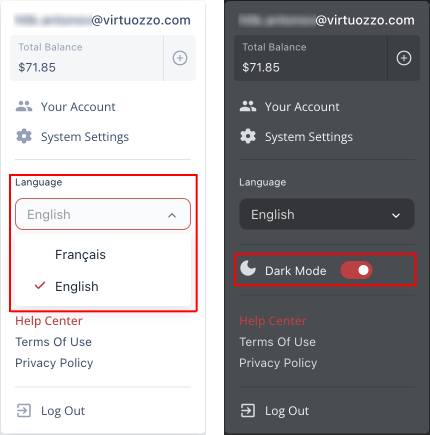 @virtuozzo.com
Total Balance
$71.85
Your Account
System Settings
Language
English
Français
English
Help Center
Terms Of Use
Privacy Policy
Log Out
@virtuozzo.com
Total Balance
$71.85
Your Account
System Settings
Language
English
Dark Mode
Help Center
Terms Of Use
Privacy Policy
Log Out